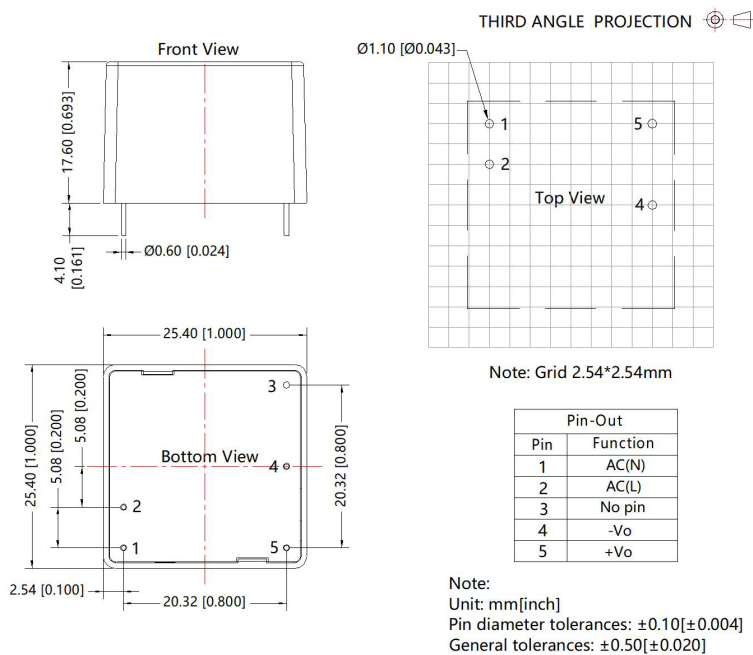 THIRD ANGLE PROJECTION
Front View
Ø1.10 [Ø0.043]
17.60 [0.693]
4.10
[0.161]
Ø0.60 [0.024]
1
5
2
Top View
4
Note: Grid 2.54*2.54mm
25.40 [1.000]
25.40 [1.000]
5.08 [0.200]
5.08 [0.200]
3
Bottom View
4
2
1
5
20.32 [0.800]
2.54 [0.100]
20.32 [0.800]
Pin-Out
Pin Function
1 AC(N)
2 AC(L)
3 No pin
4 -Vo
5 +Vo
Note:
Unit: mm[inch]
Pin diameter tolerances: ±0.10[±0.004]
General tolerances: ±0.50[±0.020]